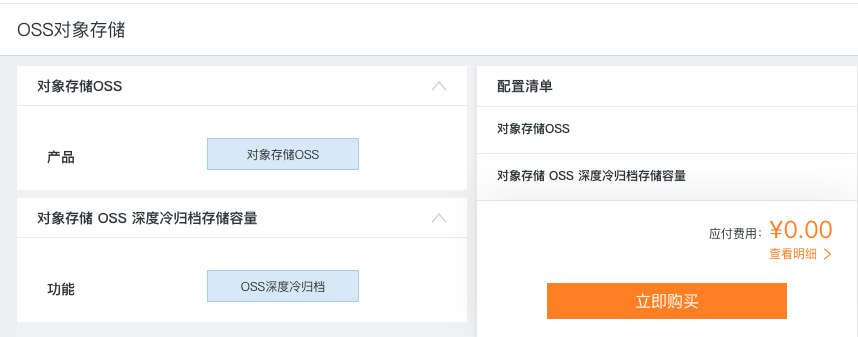 OSS对象存储
对象存储OSS
产品
对象存储OSS
对象存储 OSS 深度冷归档存储容量
功能
OSS深度冷归档
配置清单
对象存储OSS
对象存储 OSS 深度冷归档存储容量
应付费用: ¥0.00
查看明细
立即购买